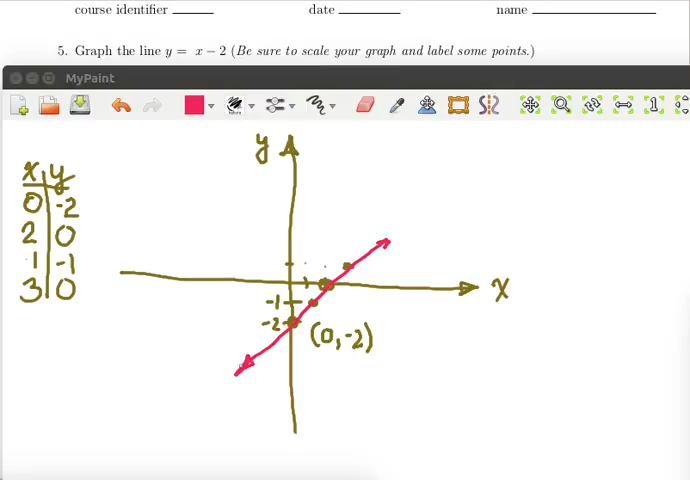 course identifier date name
5. Graph the line y = x − 2 (Be sure to scale your graph and label some points.)
MyPaint
1
y
x y
0 -2
2 0
1 -1
3 0
x
-1
-2
(0,-2)